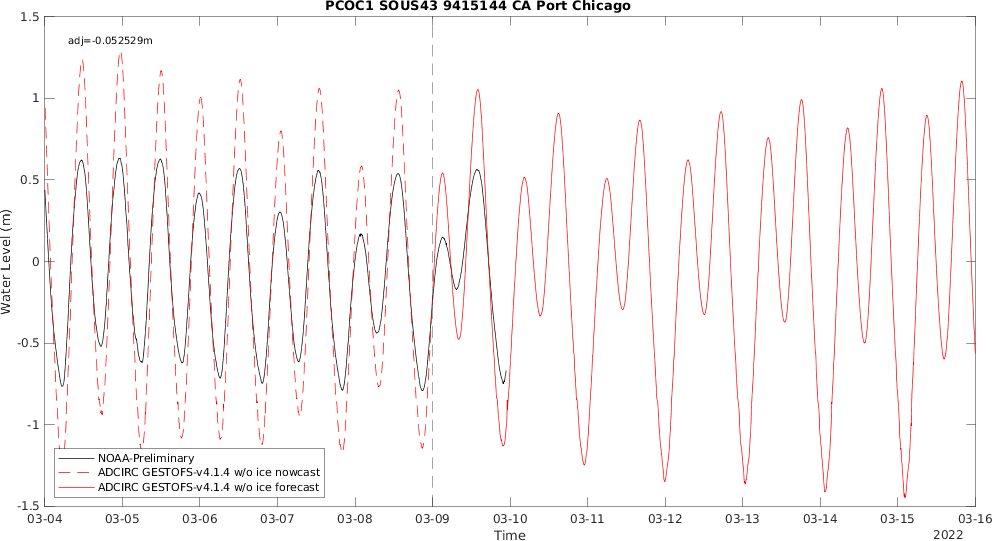 PCOC1 SOUS43 9415144 CA Port Chicago
adj=-0.052529m
1.5
1
0.5
0
-0.5
-1
-1.5
Water Level (m)
NOAA-Preliminary
ADCIRC GESTOFS-v4.1.4 w/o ice nowcast
ADCIRC GESTOFS-v4.1.4 w/o ice forecast
03-04 03-05 03-06 03-07 03-08 03-09 03-10 03-11 03-12 03-13 03-14 03-15 03-16
Time
2022